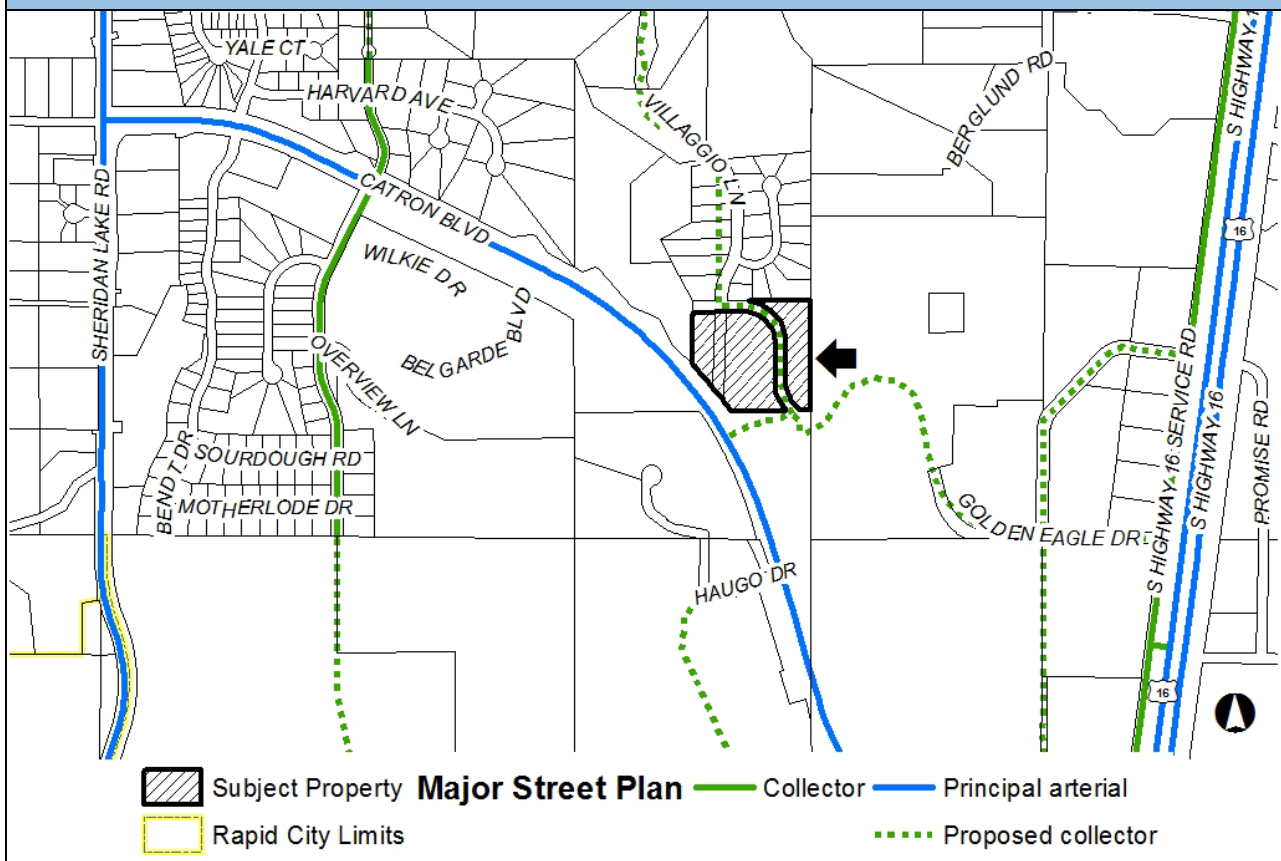 YALE CT
HARVARD AVE
VILLAGGIO LN
BERGLUND RD
S HIGHWAY 1
SHERIDAN LAKE RD
CATRON BLVD
16
WILKIE DR
BELGARDE BLVD
OVERVIEW LN
S HIGHWAY 16 SERVICE RD
S HIGHWAY 16
PROMISE RD
BENDT DR
SOURDOUGH RD
MOTHERLODE DR
GOLDEN EAGLE DR
HAUGO DR
16
Subject Property Major Street Plan Collector Principal arterial
Rapid City Limits Proposed collector